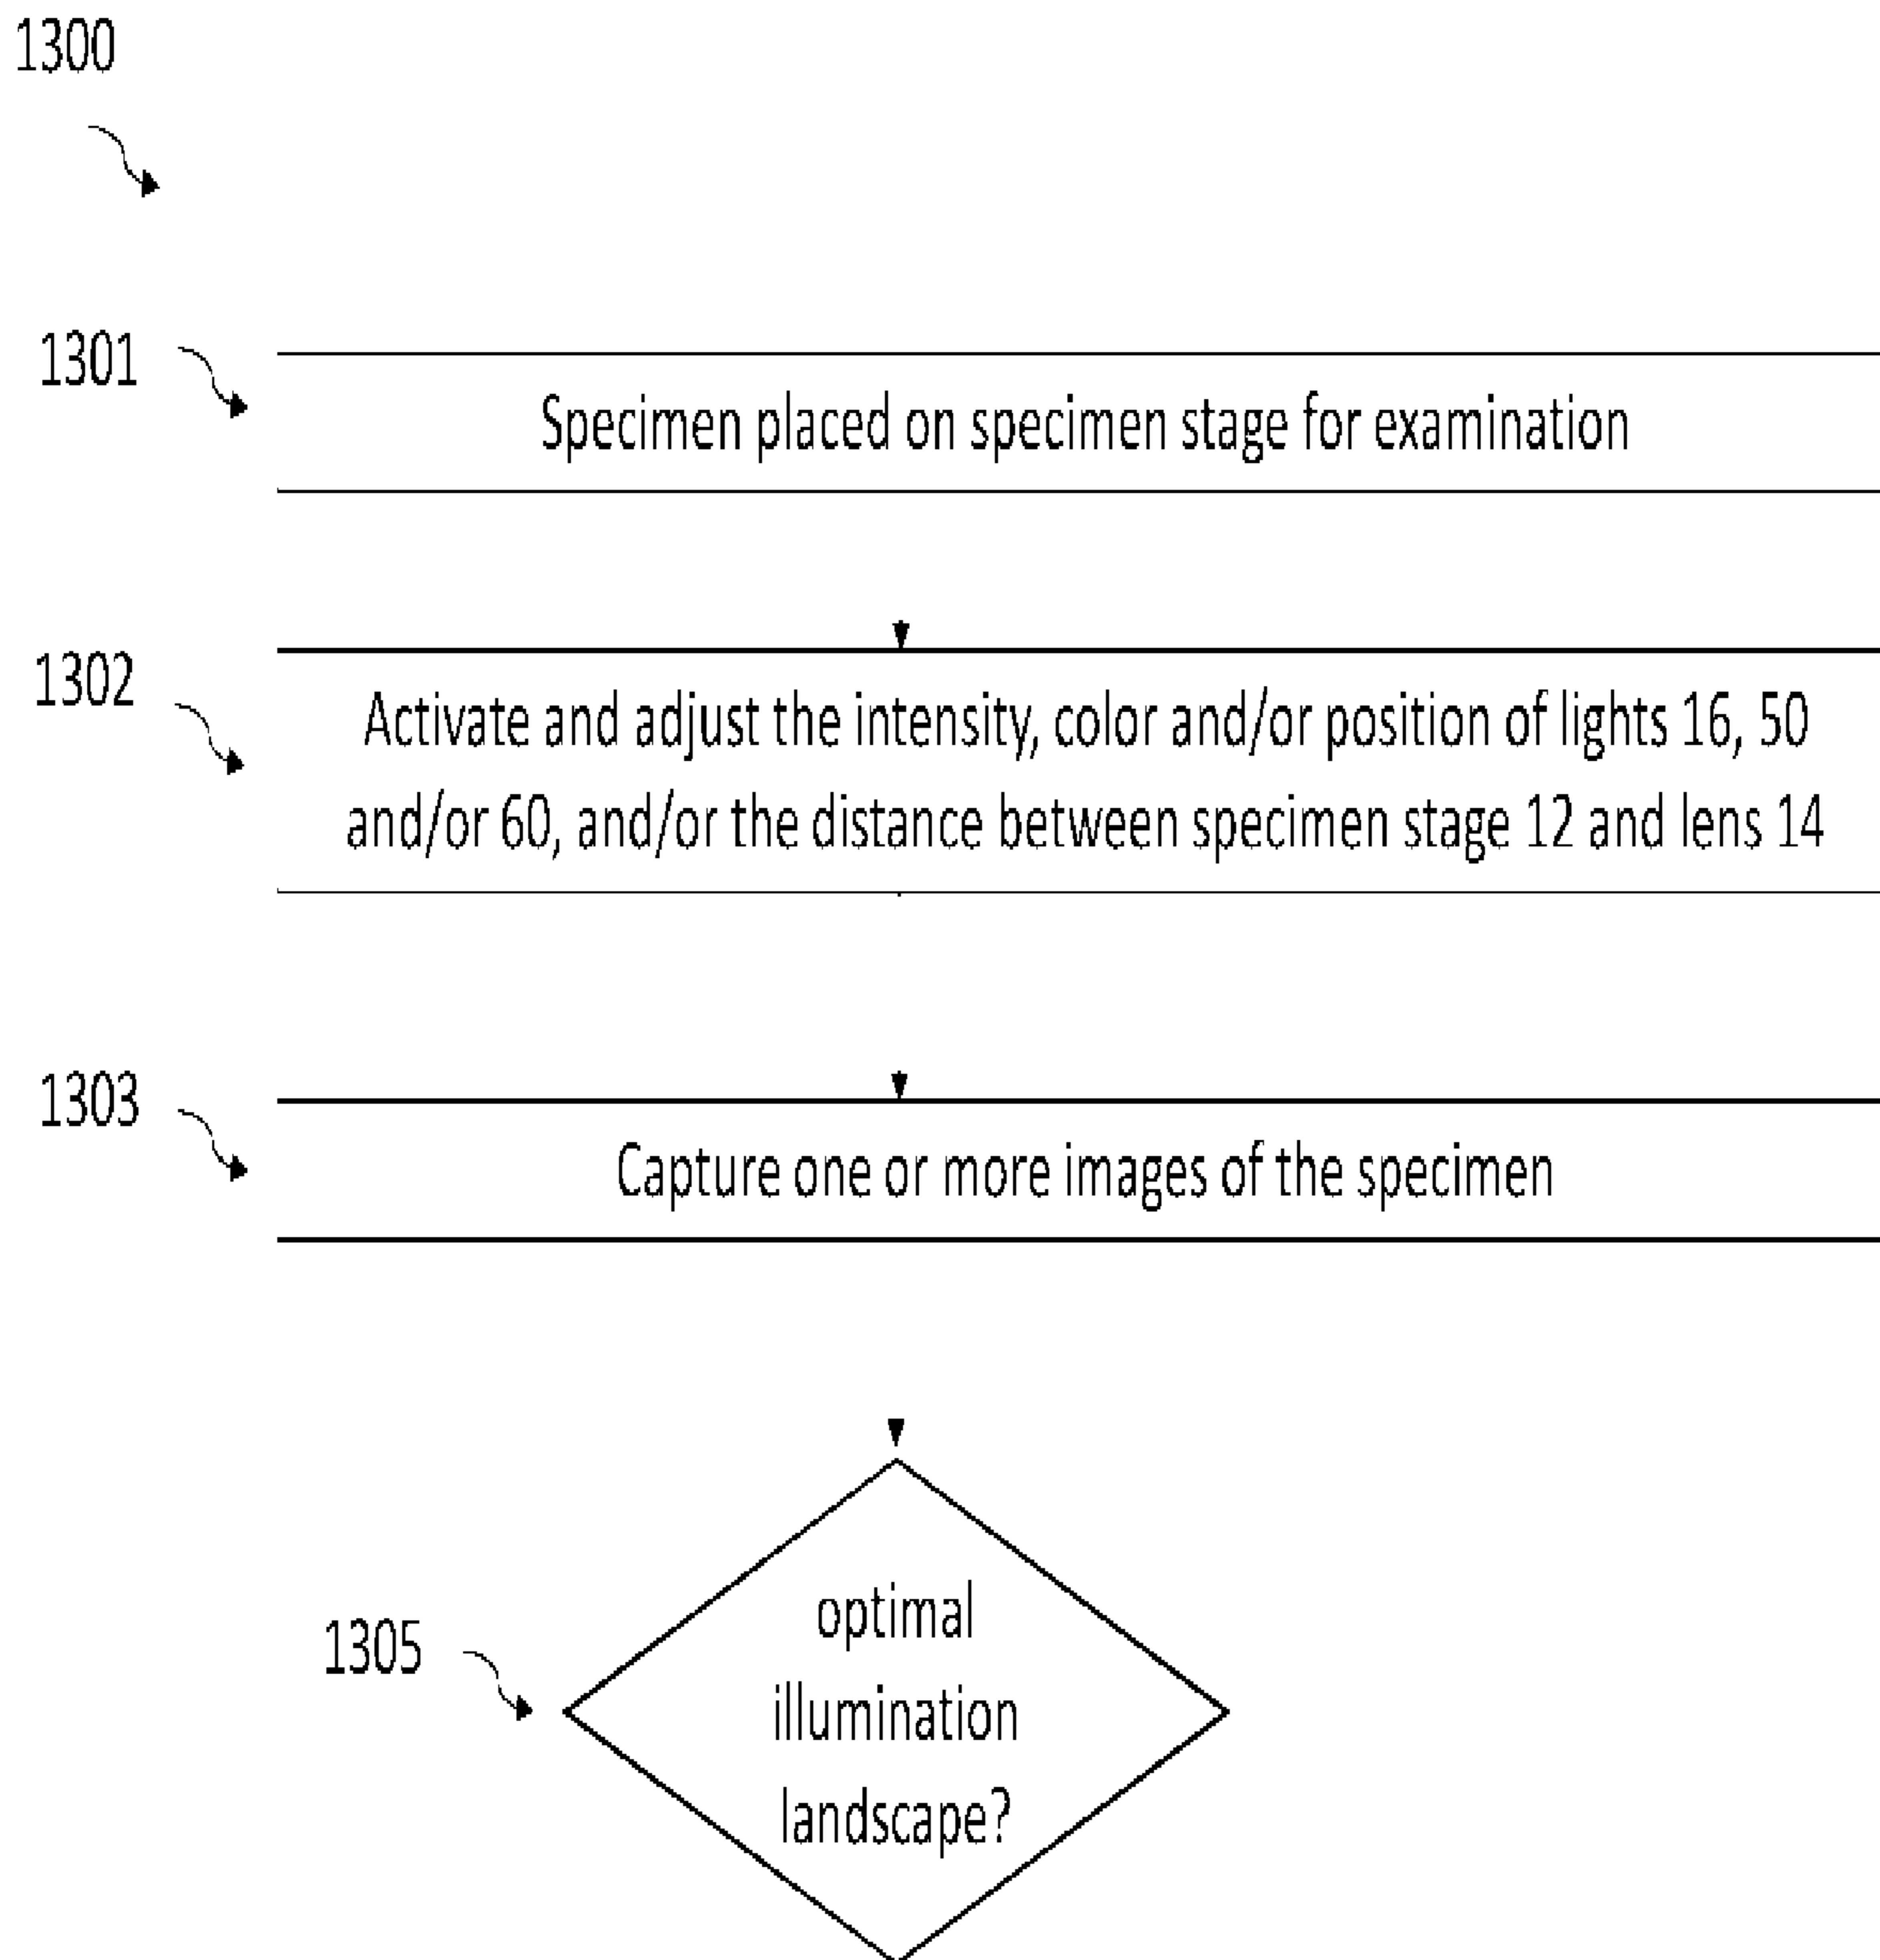 1300
1301
Specimen placed on specimen stage for examination
1302
Activate and adjust the intensity, color and/or position of lights 16, 50
and/or 60, and/or the distance between specimen stage 12 and lens 14
1303
Capture one or more images of the specimen
1305
optimal
illumination
landscape?